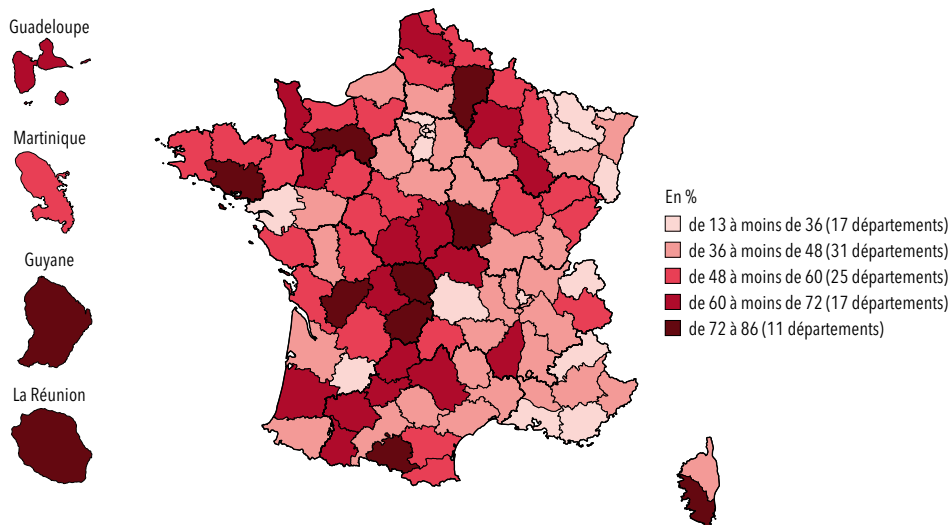 Guadeloupe
Martinique
Guyane
La Réunion
En %
de 13 à moins de 36 (17 départements)
de 36 à moins de 48 (31 départements)
de 48 à moins de 60 (25 départements)
de 60 à moins de 72 (17 départements)
de 72 à 86 (11 départements)